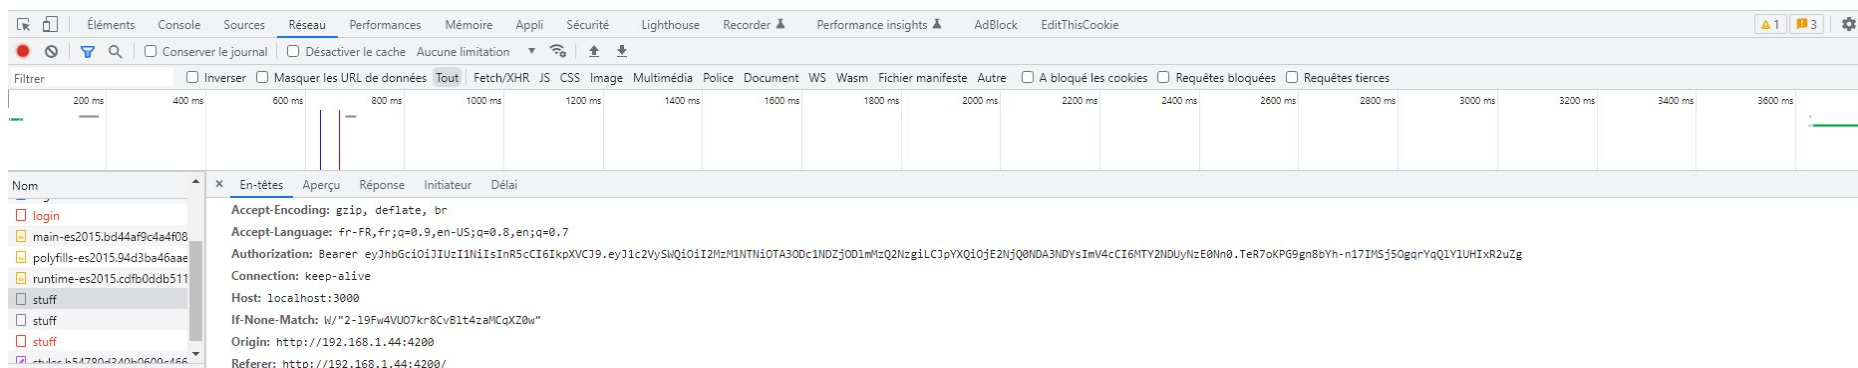 Éléments Console Sources Réseau Performances Mémoire Appli Sécurité Lighthouse Recorder Performance insights AdBlock EditThisCookie 1 3
Conserver le journal Désactiver le cache Aucune limitation
Filtrer Inverser Masquer les URL de données Tout Fetch/XHR JS CSS Image Multimédia Police Document WS Wasm Fichier manifeste Autre A bloqué les cookies Requêtes bloquées Requêtes tierces
200 ms 400 ms 600 ms 800 ms 1000 ms 1200 ms 1400 ms 1600 ms 1800 ms 2000 ms 2200 ms 2400 ms 2600 ms 2800 ms 3000 ms 3200 ms 3400 ms 3600 ms
Nom
login
main-es2015.bd44af9c4a4f08
polyfills-es2015.94d3ba46aae
runtime-es2015.cdfb0ddb511
stuff
stuff
stuff
styles.b54780d340b0609c466
× En-têtes Aperçu Réponse Initiateur Délai
Accept-Encoding: gzip, deflate, br
Accept-Language: fr-FR,fr;q=0.9,en-US;q=0.8,en;q=0.7
Authorization: Bearer
Connection: keep-alive
Host: localhost:3000
If-None-Match: W/"2-l9Fw4VUO7kr8CvBlt4zaMCqXZ0w"
Origin: http://192.168.1.44:4200
Referer: http://192.168.1.44:4200/